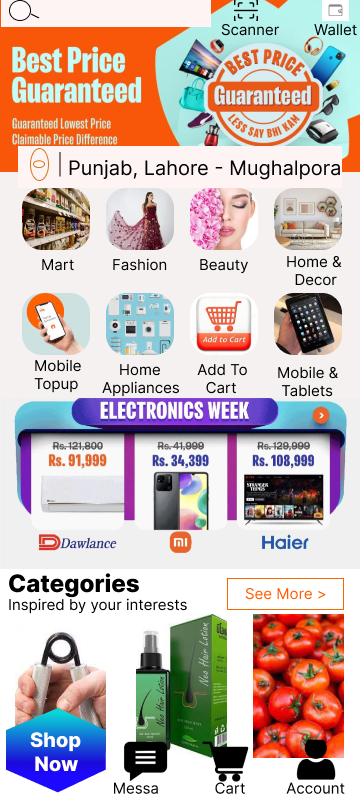 Scanner
Wallet
Best Price
Guaranteed
Guaranteed Lowest Price
Claimable Price Difference
BEST PRICE
Guaranteed
LESS SAY BHI KAM
Punjab, Lahore - Mughalpora
Mart
Fashion
Beauty
Home &
Decor
Add to Cart
Mobile
Topup
Home
Appliances
Add To
Cart
Mobile &
Tablets
ELECTRONICS WEEK
Rs. 121,800
Rs. 91,999
Rs. 41,999
Rs. 34,399
Rs. 129,999
Rs. 108,999
STRANGER
THINGS
Dawlance
mi
Haier
Categories
Inspired by your interests
See More >
Neo Hair Lotion
Neo Hair Lotion
Shop
Now
Messa
Cart
Account